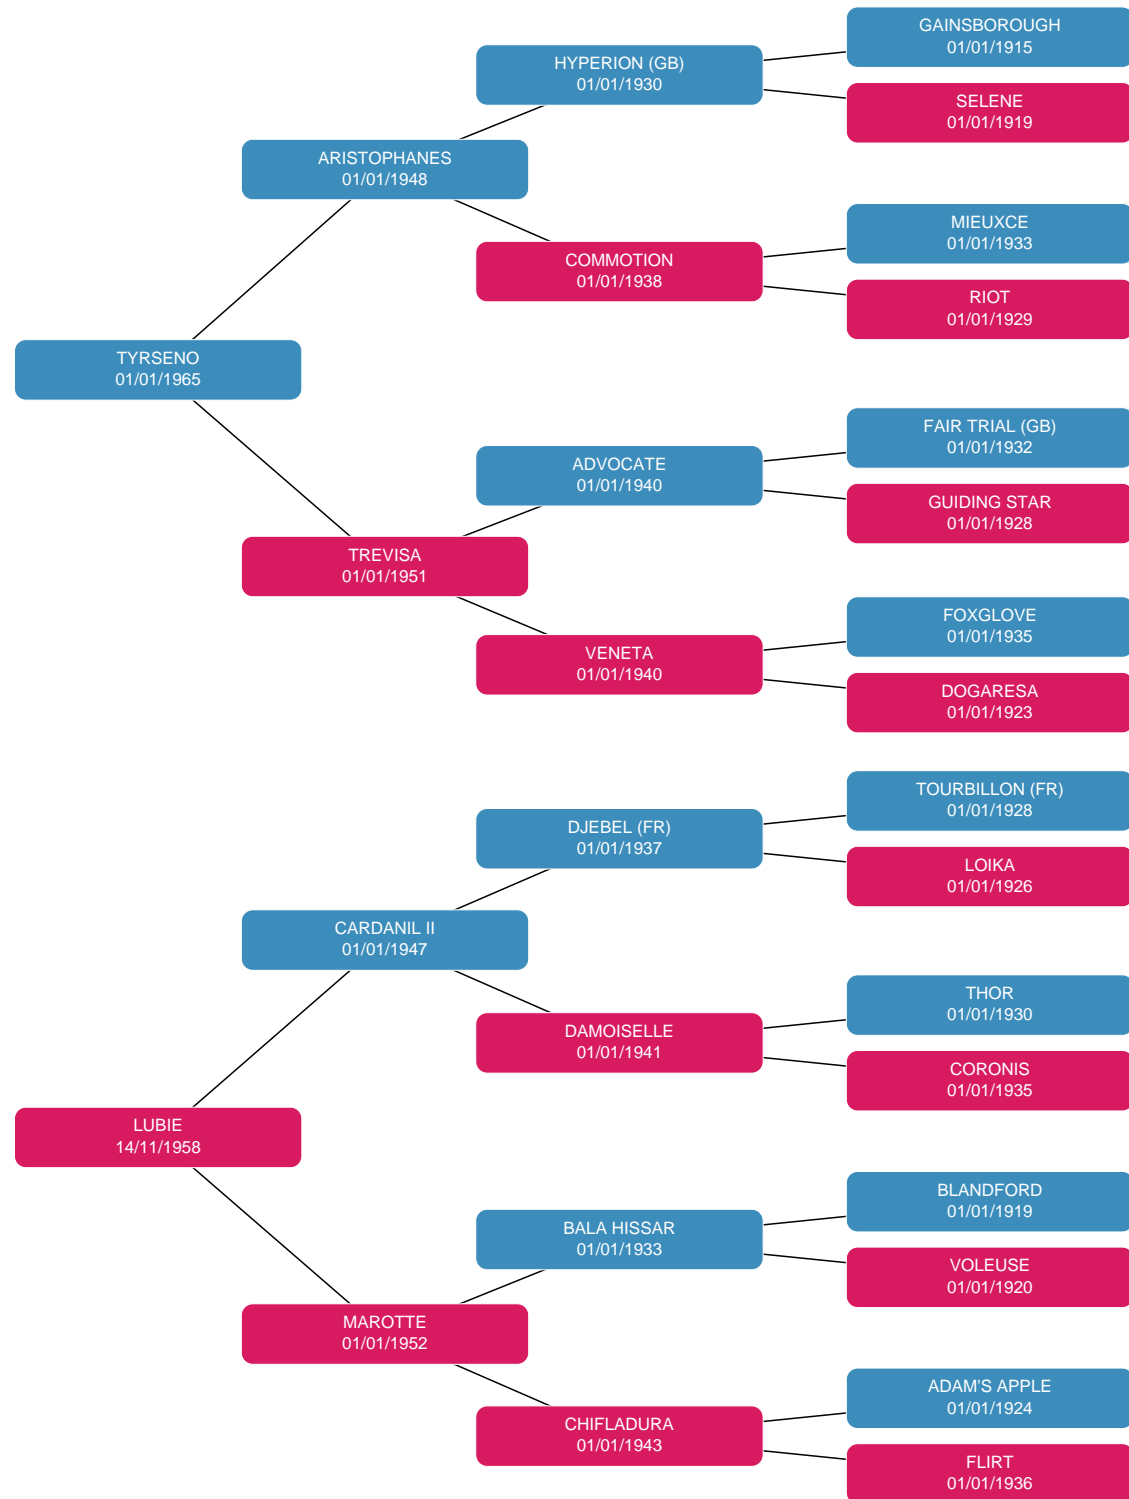 GAINSBOROUGH
01/01/1915
HYPERION (GB)
01/01/1930
SELENE
01/01/1919
ARISTOPHANES
01/01/1948
MIEUXCE
01/01/1933
COMMOTION
01/01/1938
RIOT
01/01/1929
TYRSENO
01/01/1965
FAIR TRIAL (GB)
01/01/1932
ADVOCATE
01/01/1940
GUIDING STAR
01/01/1928
TREVISA
01/01/1951
FOXGLOVE
01/01/1935
VENETA
01/01/1940
DOGARESA
01/01/1923
TOURBILLON (FR)
01/01/1928
DJEBEL (FR)
01/01/1937
LOIKA
01/01/1926
CARDANIL II
01/01/1947
THOR
01/01/1930
DAMOISELLE
01/01/1941
CORONIS
01/01/1935
LUBIE
14/11/1958
BLANDFORD
01/01/1919
BALA HISSAR
01/01/1933
VOLEUSE
01/01/1920
MAROTTE
01/01/1952
ADAM'S APPLE
01/01/1924
CHIFLADURA
01/01/1943
FLIRT
01/01/1936